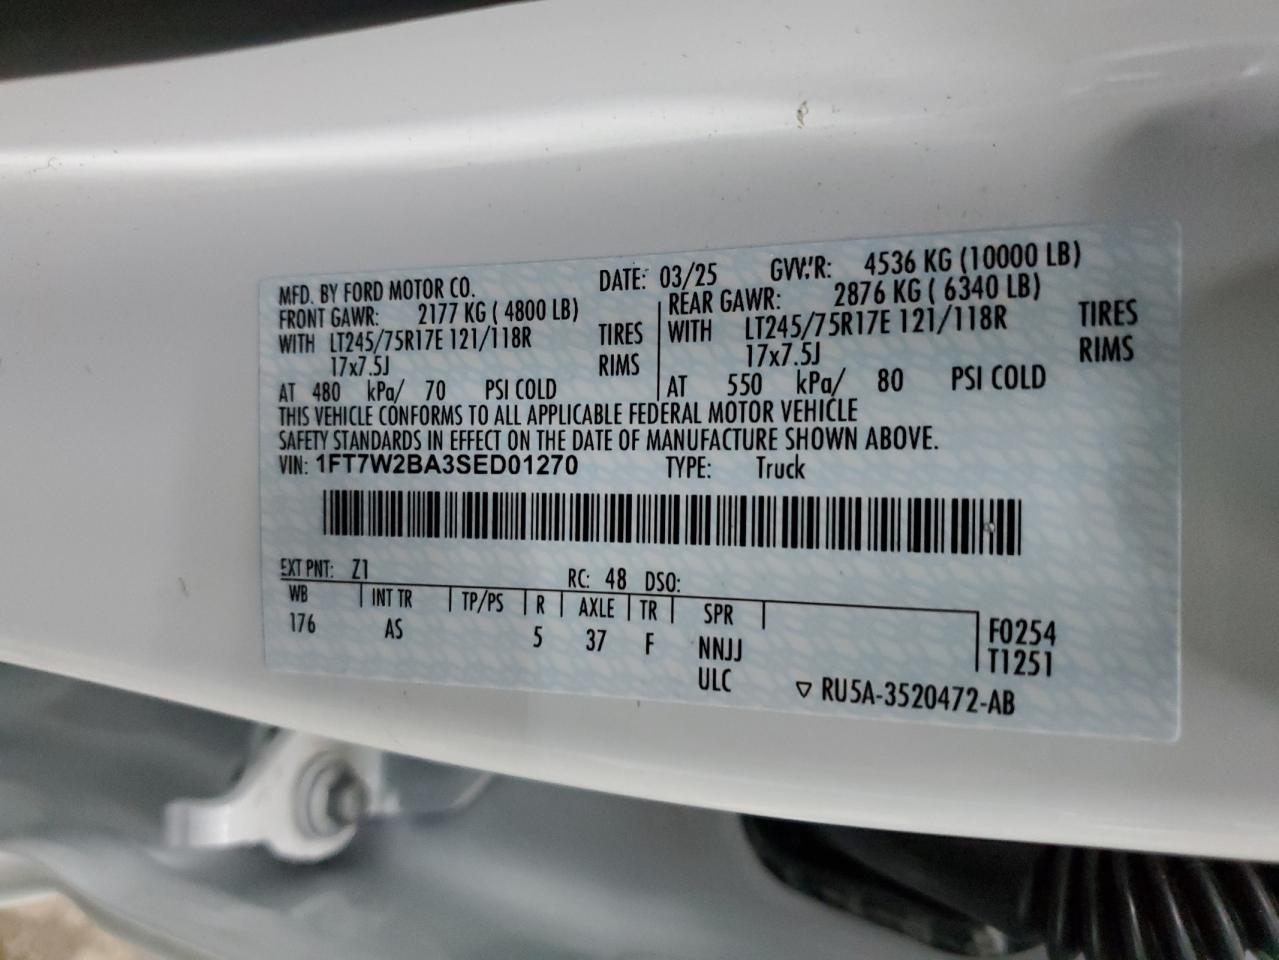 MFD. BY FORD MOTOR CO. DATE: 03/25 GVWR: 4536 KG (10000 LB)
FRONT GAWR: 2177 KG ( 4800 LB) REAR GAWR: 2876 KG ( 6340 LB)
WITH LT245/75R17E 121/118R TIRES WITH LT245/75R17E 121/118R TIRES
17x7.5J RIMS 17x7.5J RIMS
AT 480 kPa/ 70 PSI COLD AT 550 kPa/ 80 PSI COLD
THIS VEHICLE CONFORMS TO ALL APPLICABLE FEDERAL MOTOR VEHICLE
SAFETY STANDARDS IN EFFECT ON THE DATE OF MANUFACTURE SHOWN ABOVE.
VIN: 1FT7W2BA3SED01270 TYPE: Truck
EXT PNT: Z1 RC: 48 DSO:
WB INT TR TP/PS R AXLE TR SPR
176 AS 5 37 F NNJJ F0254
ULC T1251
▽ RU5A-3520472-AB